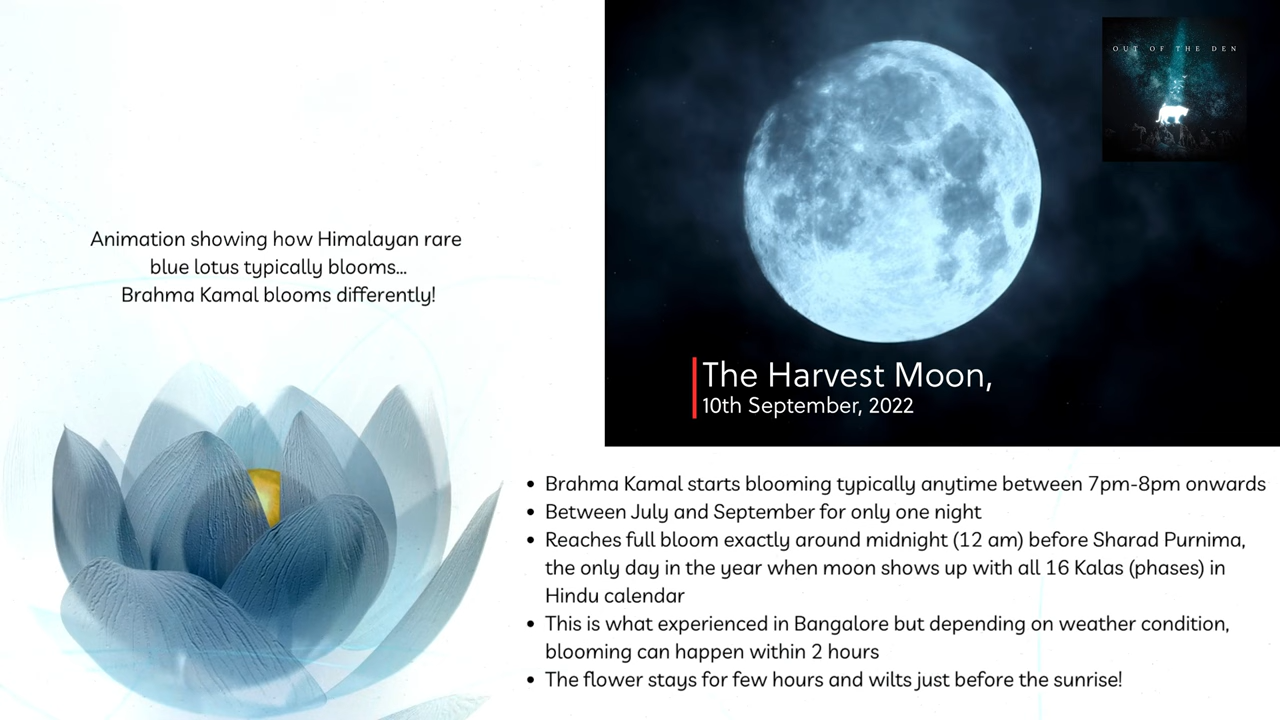 Animation showing how Himalayan rare
blue lotus typically blooms...
Brahma Kamal blooms differently!
OUT OF THE DEN
The Harvest Moon,
10th September, 2022
• Brahma Kamal starts blooming typically anytime between 7pm-8pm onwards
• Between July and September for only one night
• Reaches full bloom exactly around midnight (12 am) before Sharad Purnima,
the only day in the year when moon shows up with all 16 Kalas (phases) in
Hindu calendar
• This is what experienced in Bangalore but depending on weather condition,
blooming can happen within 2 hours
• The flower stays for few hours and wilts just before the sunrise!